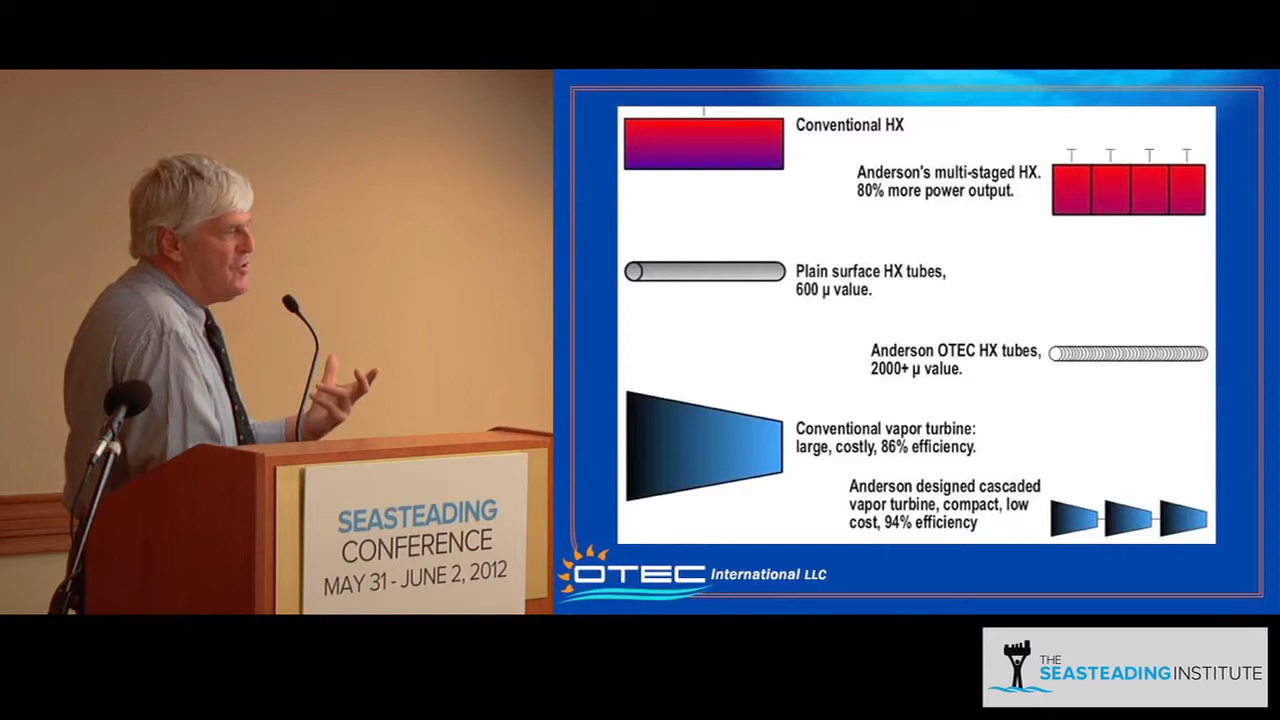 SEASTEADING
CONFERENCE
MAY 31 - JUNE 2, 2012
Conventional HX
Anderson's multi-staged HX.
80% more power output.
Plain surface HX tubes,
600 µ value.
Anderson OTEC HX tubes,
2000+ µ value.
Conventional vapor turbine:
large, costly, 86% efficiency.
Anderson designed cascaded
vapor turbine, compact, low
cost, 94% efficiency
OTEC International LLC
THE
SEASTEADING INSTITUTE